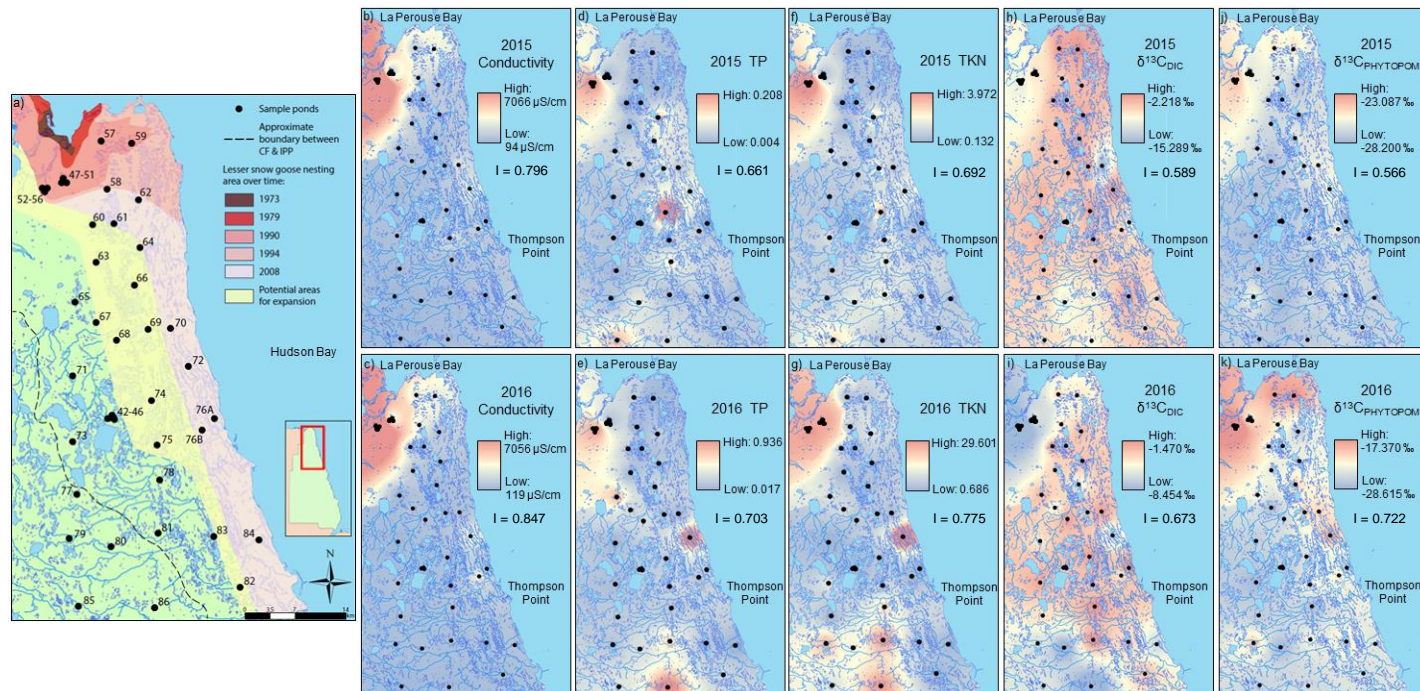 a)
Sample ponds
Approximate
boundary between
CF & IPP
Lesser snow goose nesting
area over time:
1973
1979
1990
1994
2008
Potential areas
for expansion
Hudson Bay
57
59
47-51
58
52-56
62
60
61
64
63
66
65
67
69
70
68
72
71
74
42-46
76A
76B
73
75
78
77
81
83
84
79
80
82
85
86
N
0
3.5
7
14
b)
La Perouse Bay
2015
Conductivity
High:
7066 µS/cm
Low:
94 µS/cm
I = 0.796
Thompson
Point
d)
La Perouse Bay
2015 TP
High: 0.208
Low: 0.004
I = 0.661
Thompson
Point
f)
La Perouse Bay
2015 TKN
High: 3.972
Low: 0.132
I = 0.692
Thompson
Point
h)
La Perouse Bay
2015
δ¹³C_DIC
High:
-2.218 ‰
Low:
-15.289 ‰
I = 0.589
Thompson
Point
j)
La Perouse Bay
2015
δ¹³C_PHYTOPOM
High:
-23.087 ‰
Low:
-28.200 ‰
I = 0.566
Thompson
Point
c)
La Perouse Bay
2016
Conductivity
High:
7056 µS/cm
Low:
119 µS/cm
I = 0.847
Thompson
Point
e)
La Perouse Bay
2016 TP
High: 0.936
Low: 0.017
I = 0.703
Thompson
Point
g)
La Perouse Bay
2016 TKN
High: 29.601
Low: 0.686
I = 0.775
Thompson
Point
i)
La Perouse Bay
2016
δ¹³C_DIC
High:
-1.470 ‰
Low:
-8.454 ‰
I = 0.673
Thompson
Point
k)
La Perouse Bay
2016
δ¹³C_PHYTOPOM
High:
-17.370 ‰
Low:
-28.615 ‰
I = 0.722
Thompson
Point